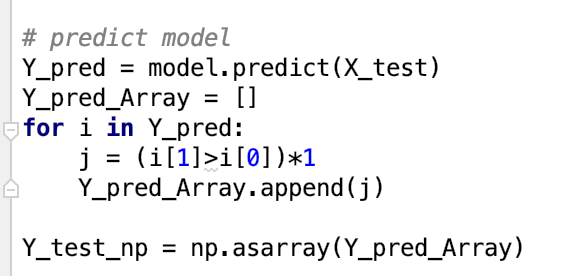 # predict model
Y_pred = model.predict(X_test)
Y_pred_Array = []
for i in Y_pred:
    j = (i[1]>i[0])*1
    Y_pred_Array.append(j)
Y_test_np = np.asarray(Y_pred_Array)